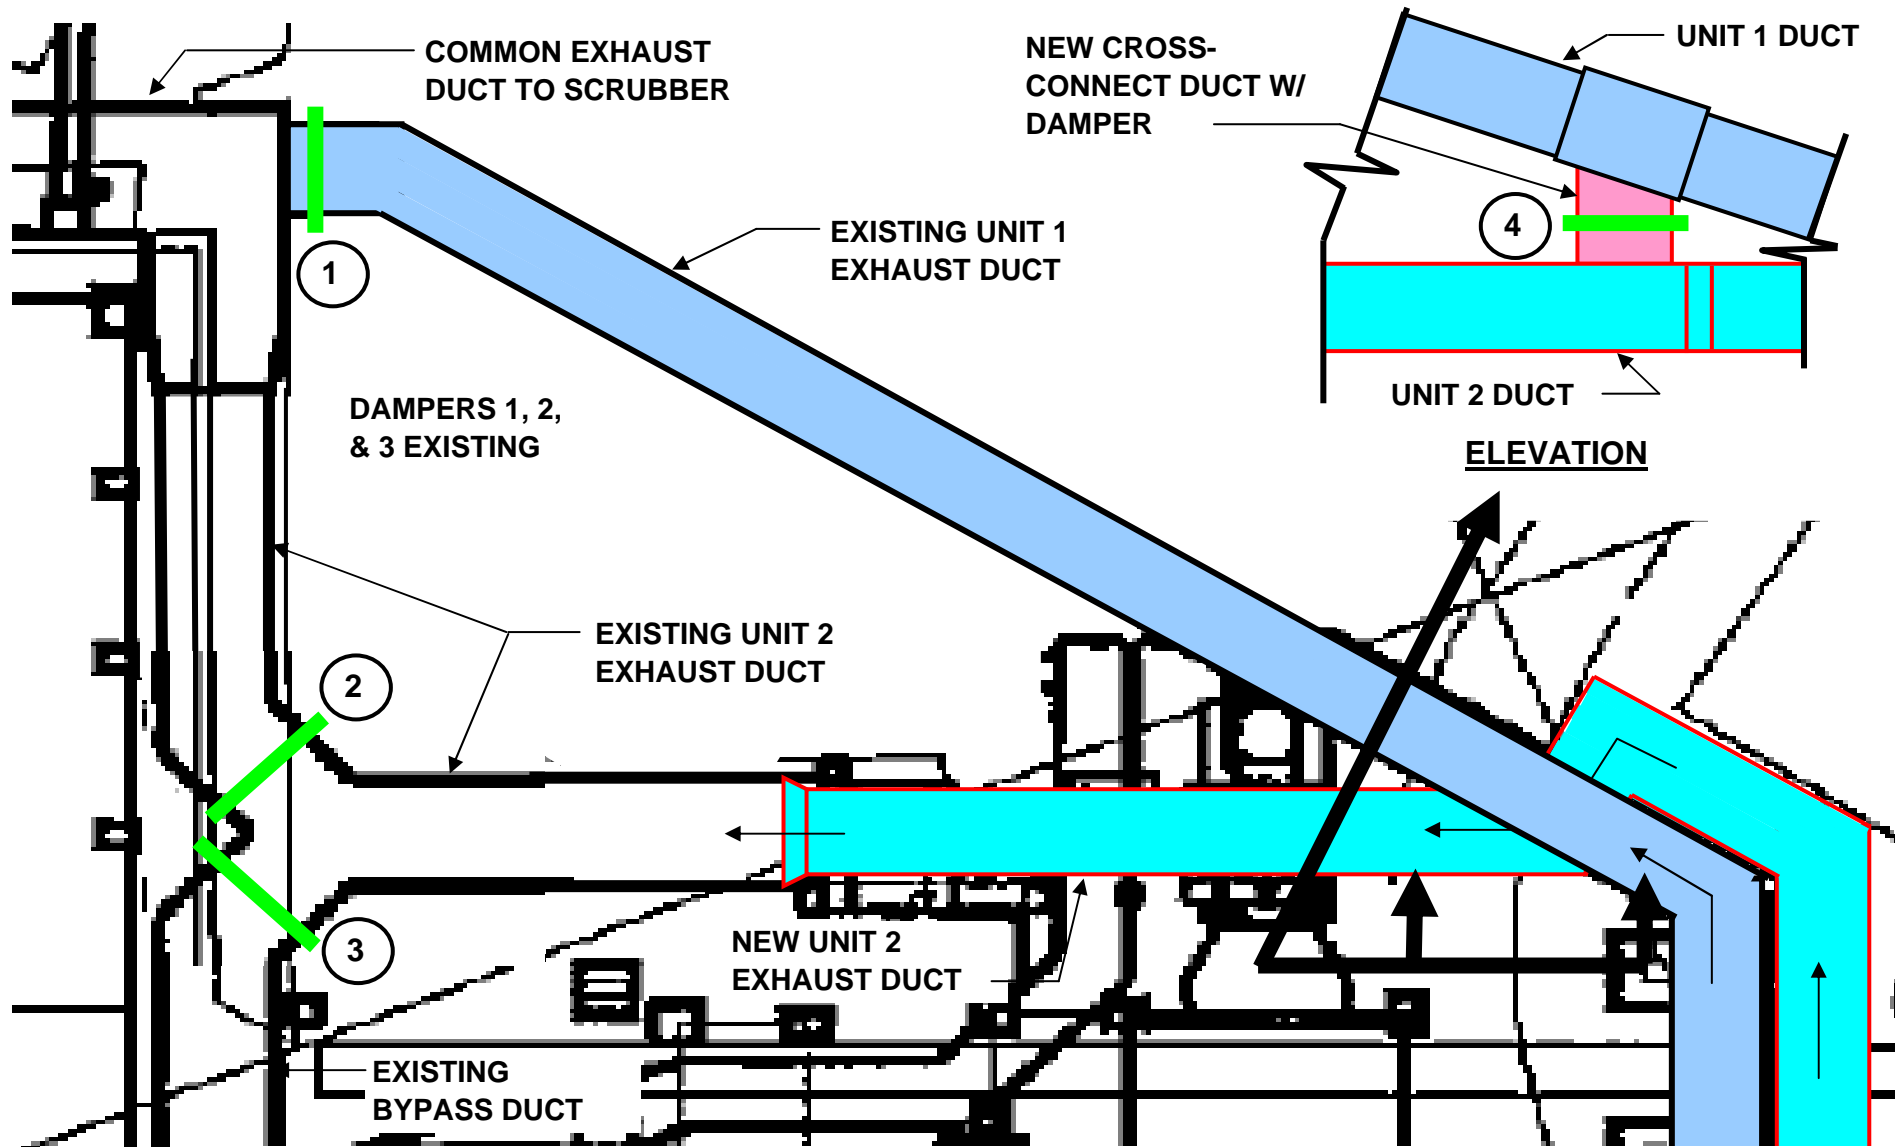 COMMON EXHAUST
DUCT TO SCRUBBER
NEW CROSS-
CONNECT DUCT W/
DAMPER
UNIT 1 DUCT
4
EXISTING UNIT 1
EXHAUST DUCT
1
UNIT 2 DUCT
DAMPERS 1, 2,
& 3 EXISTING
ELEVATION
EXISTING UNIT 2
EXHAUST DUCT
2
3
NEW UNIT 2
EXHAUST DUCT
EXISTING
BYPASS DUCT